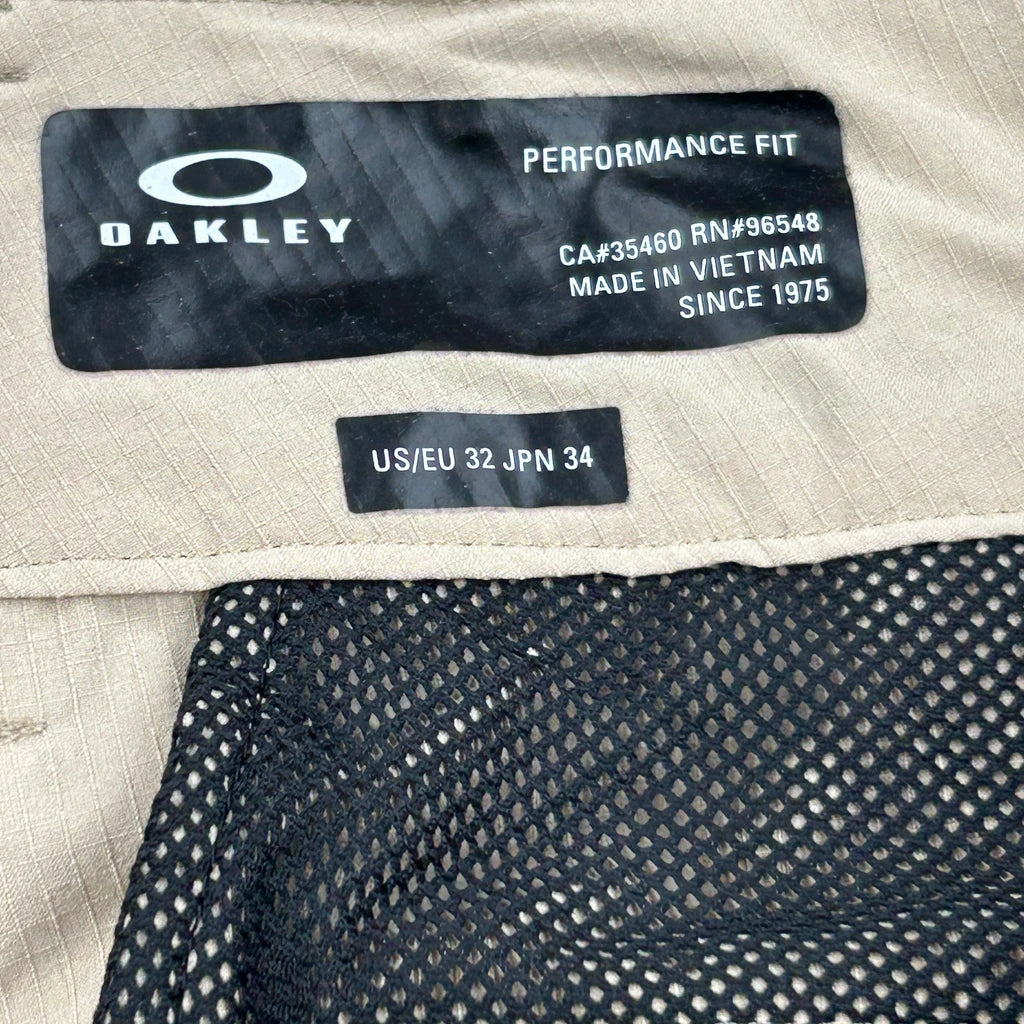 OAKLEY
PERFORMANCE FIT
CA#35460 RN#96548
MADE IN VIETNAM
SINCE 1975
US/EU 32 JPN 34